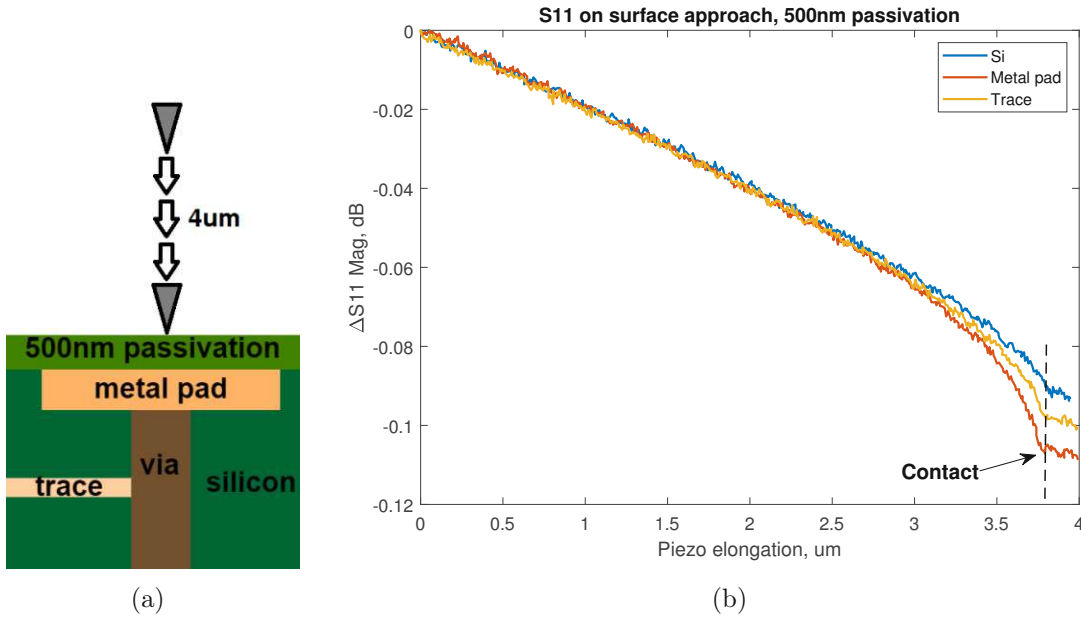 4um
500nm passivation
metal pad
via
trace
silicon
(a)
S11 on surface approach, 500nm passivation
Si
Metal pad
Trace
0
-0.02
-0.04
-0.06
-0.08
-0.1
-0.12
ΔS11 Mag, dB
Contact
0 0.5 1 1.5 2 2.5 3 3.5 4
Piezo elongation, um
(b)